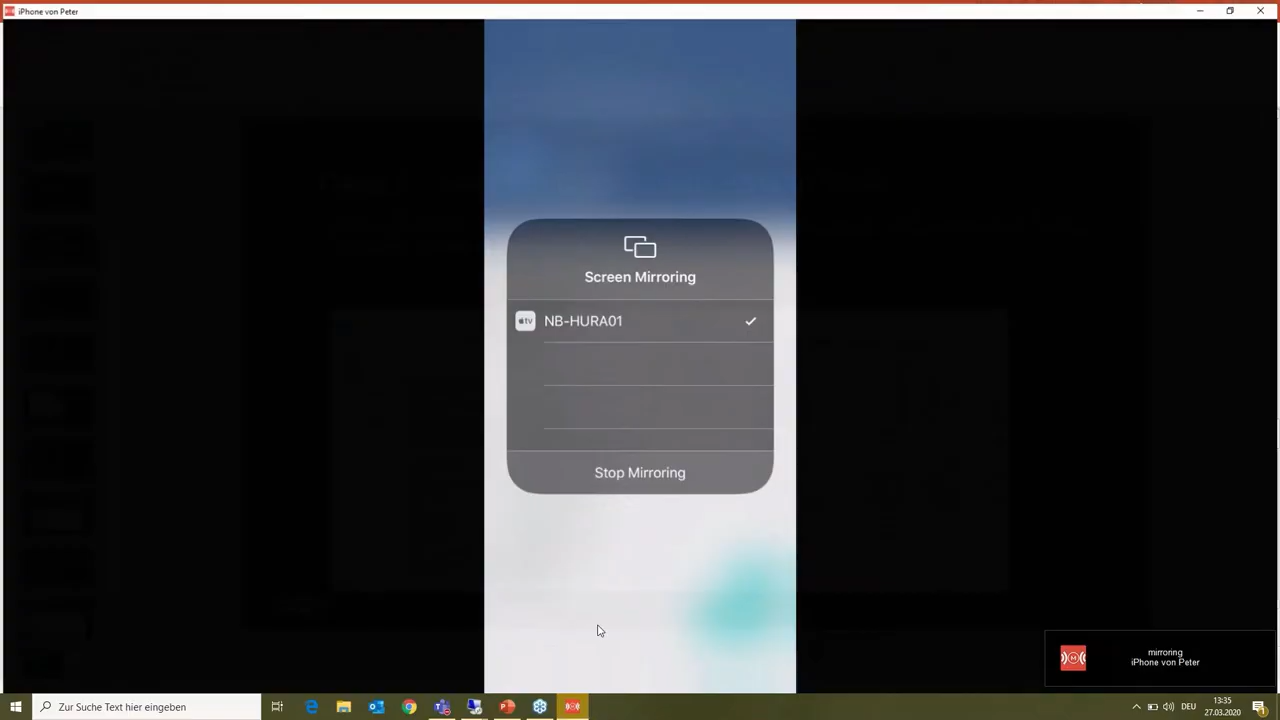 iPhone von Peter
Screen Mirroring
tv NB-HURA01
Stop Mirroring
mirroring
iPhone von Peter
Zur Suche Text hier eingeben
DEU
13:35
27.03.2020